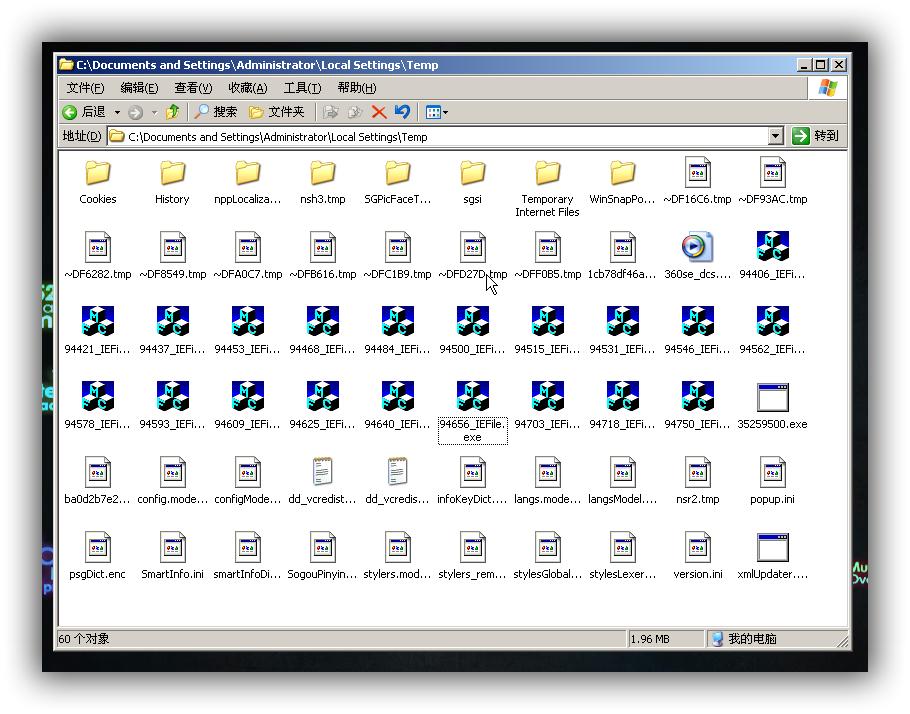 C:\Documents and Settings\Administrator\Local Settings\Temp
文件(F) 编辑(E) 查看(V) 收藏(A) 工具(T) 帮助(H)
后退 搜索 文件夹
地址(D) C:\Documents and Settings\Administrator\Local Settings\Temp 转到
Cookies History nppLocaliza... nsh3.tmp SGPicFaceT... sgsi Temporary WinSnapPo... ~DF16C6.tmp ~DF93AC.tmp
Internet Files
~DF6282.tmp ~DF8549.tmp ~DFA0C7.tmp ~DFB616.tmp ~DFC1B9.tmp ~DFD27D.tmp ~DFF0B5.tmp 1cb78df46a... 360se_dcs.... 94406_IEFi...
94421_IEFi... 94437_IEFi... 94453_IEFi... 94468_IEFi... 94484_IEFi... 94500_IEFi... 94515_IEFi... 94531_IEFi... 94546_IEFi... 94562_IEFi...
94578_IEFi... 94593_IEFi... 94609_IEFi... 94625_IEFi... 94640_IEFi... 94656_IEFile. 94703_IEFi... 94718_IEFi... 94750_IEFi... 35259500.exe
exe
ba0d2b7e2... config.mode... configMode... dd_vcredist... dd_vcredis... infoKeyDict.... langs.mode... langsModel.... nsr2.tmp popup.ini
psgDict.enc SmartInfo.ini smartInfoDi... SogouPinyin... stylers.mod... stylers_rem... stylesGlobal... stylesLexer... version.ini xmlUpdater....
60 个对象 1.96 MB 我的电脑